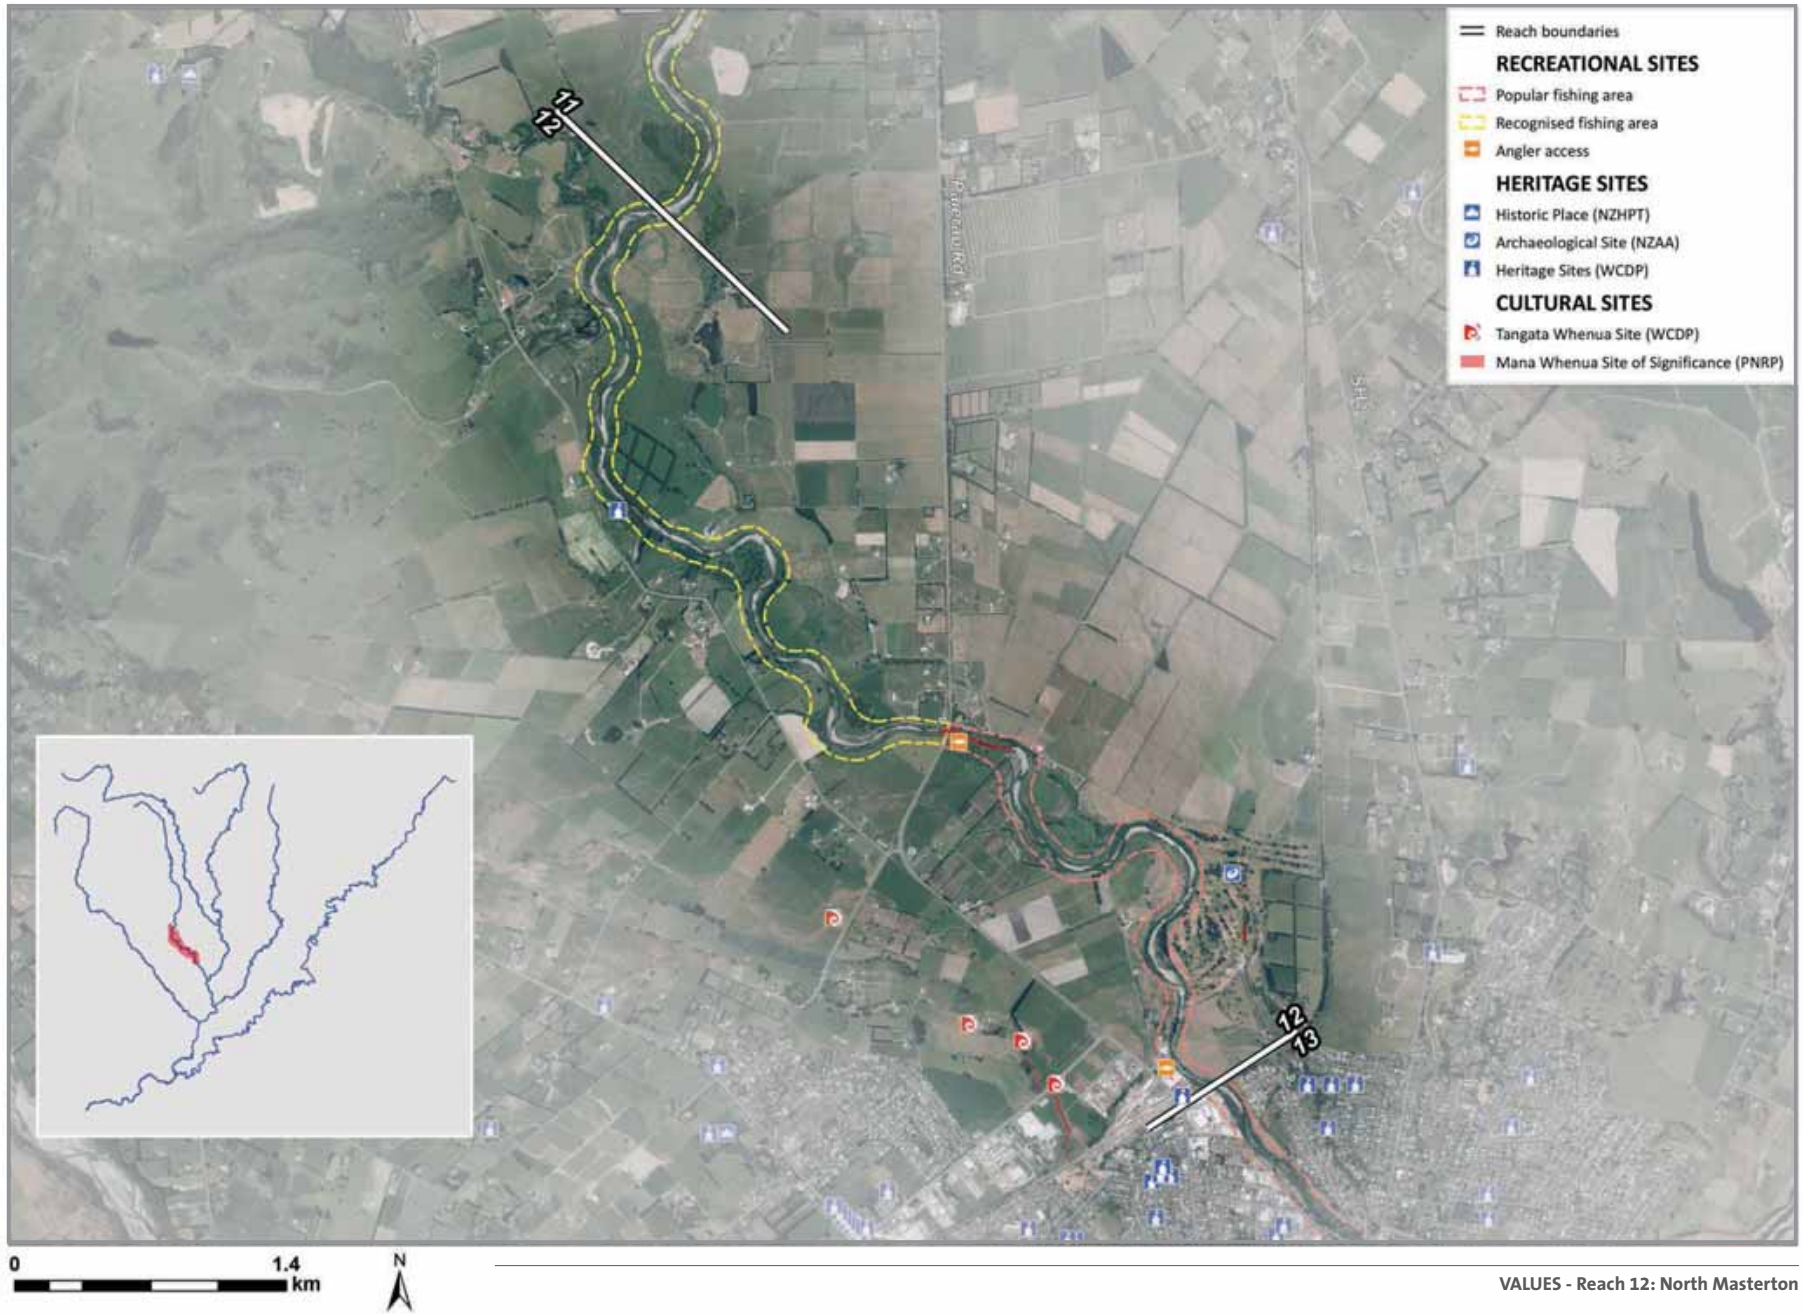 Reach boundaries
RECREATIONAL SITES
Popular fishing area
Recognised fishing area
Angler access
HERITAGE SITES
Historic Place (NZHPT)
Archaeological Site (NZAA)
Heritage Sites (WCDP)
CULTURAL SITES
Tangata Whenua Site (WCDP)
Mana Whenua Site of Significance (PNRP)
11
12
Rd
SH2
12
13
0
1.4
km
N
VALUES - Reach 12: North Masterton